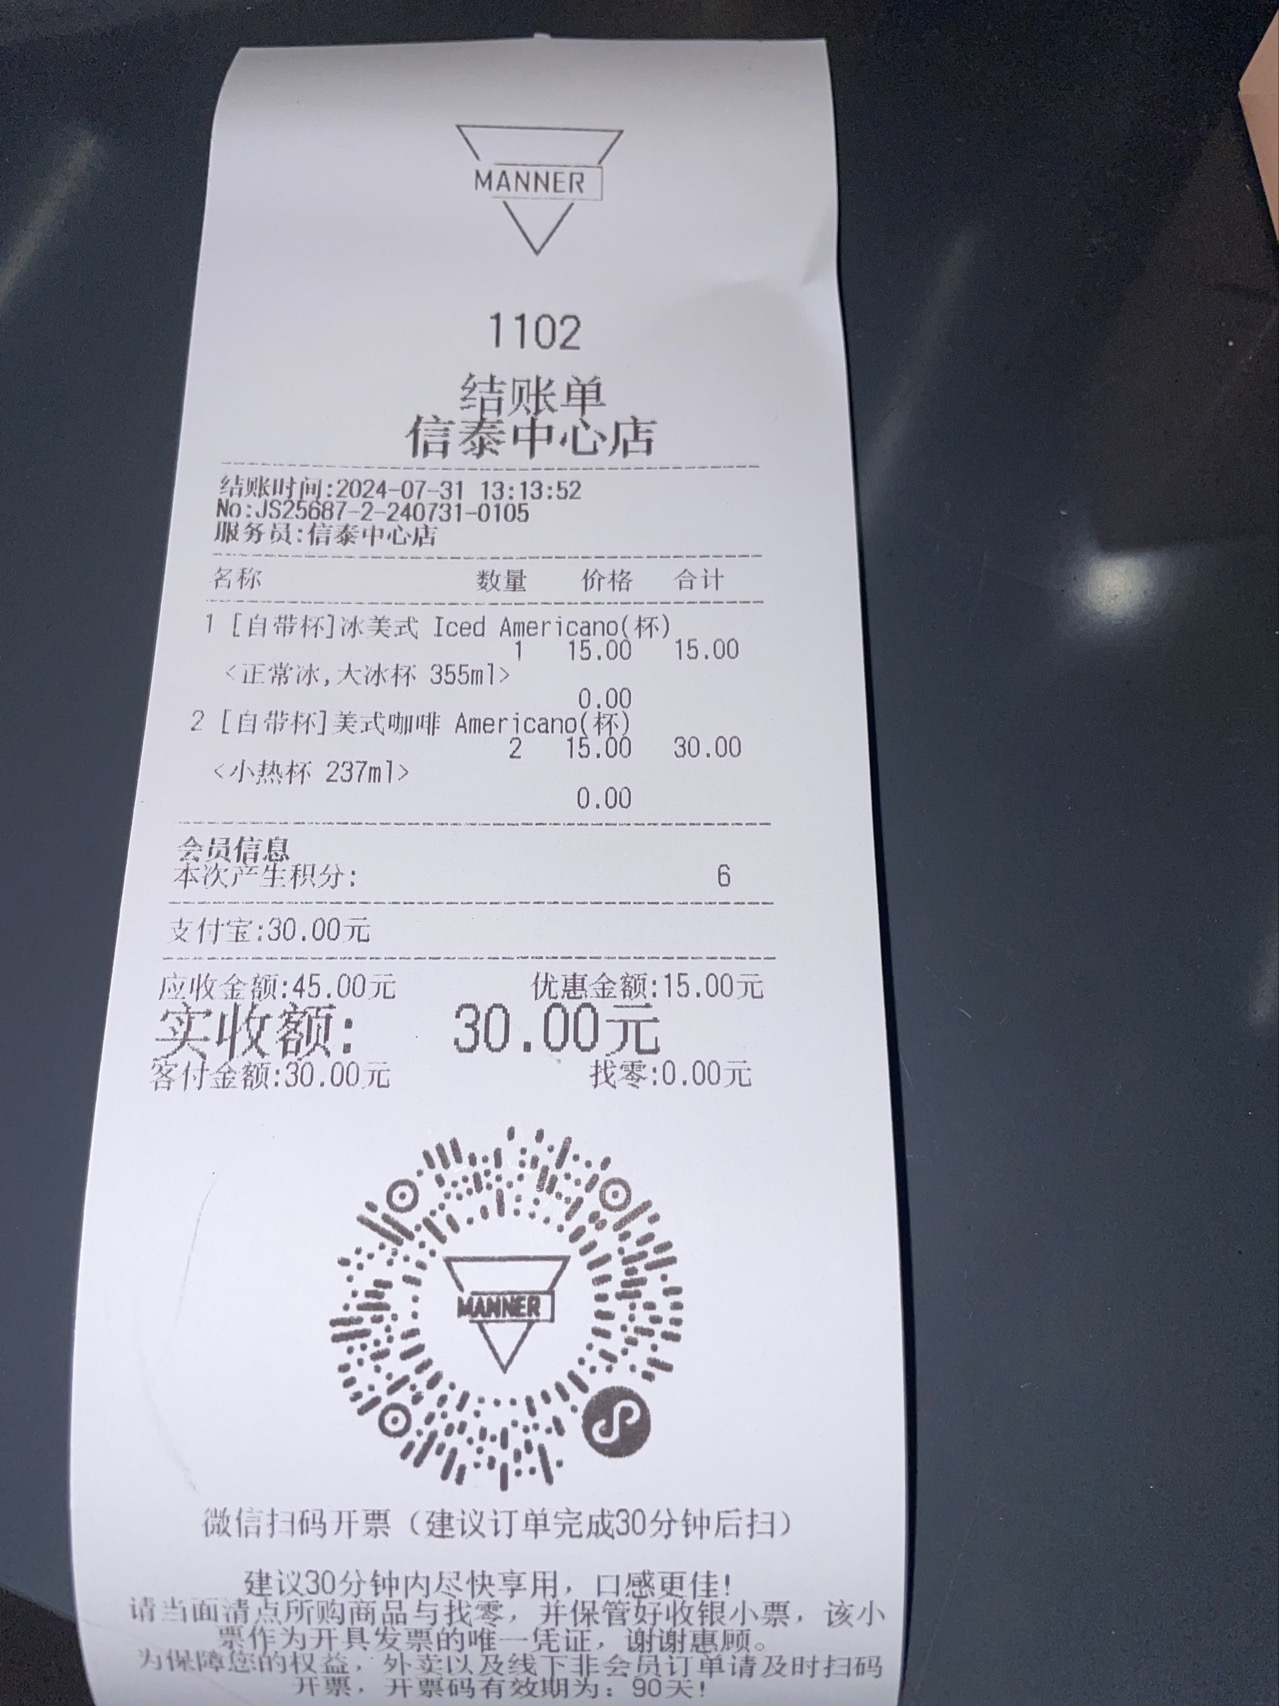 MANNER
1102
结账单
信泰中心店
结账时间:2024-07-31 13:13:52
No:JS25687-2-240731-0105
服务员:信泰中心店
名称 数量 价格 合计
1 [自带杯]冰美式 Iced Americano(杯)
1 15.00 15.00
<正常冰,大冰杯 355ml>
0.00
2 [自带杯]美式咖啡 Americano(杯)
2 15.00 30.00
<小热杯 237ml>
0.00
会员信息
本次产生积分: 6
支付宝:30.00元
应收金额:45.00元 优惠金额:15.00元
实收额: 30.00元
客付金额:30.00元 找零:0.00元
MANNER
微信扫码开票（建议订单完成30分钟后扫）
建议30分钟内尽快享用，口感更佳!
请当面清点所购商品与找零，并保管好收银小票，该小
票作为开具发票的唯一凭证，谢谢惠顾。
为保障您的权益，外卖以及线下非会员订单请及时扫码
开票，开票码有效期为：90天!